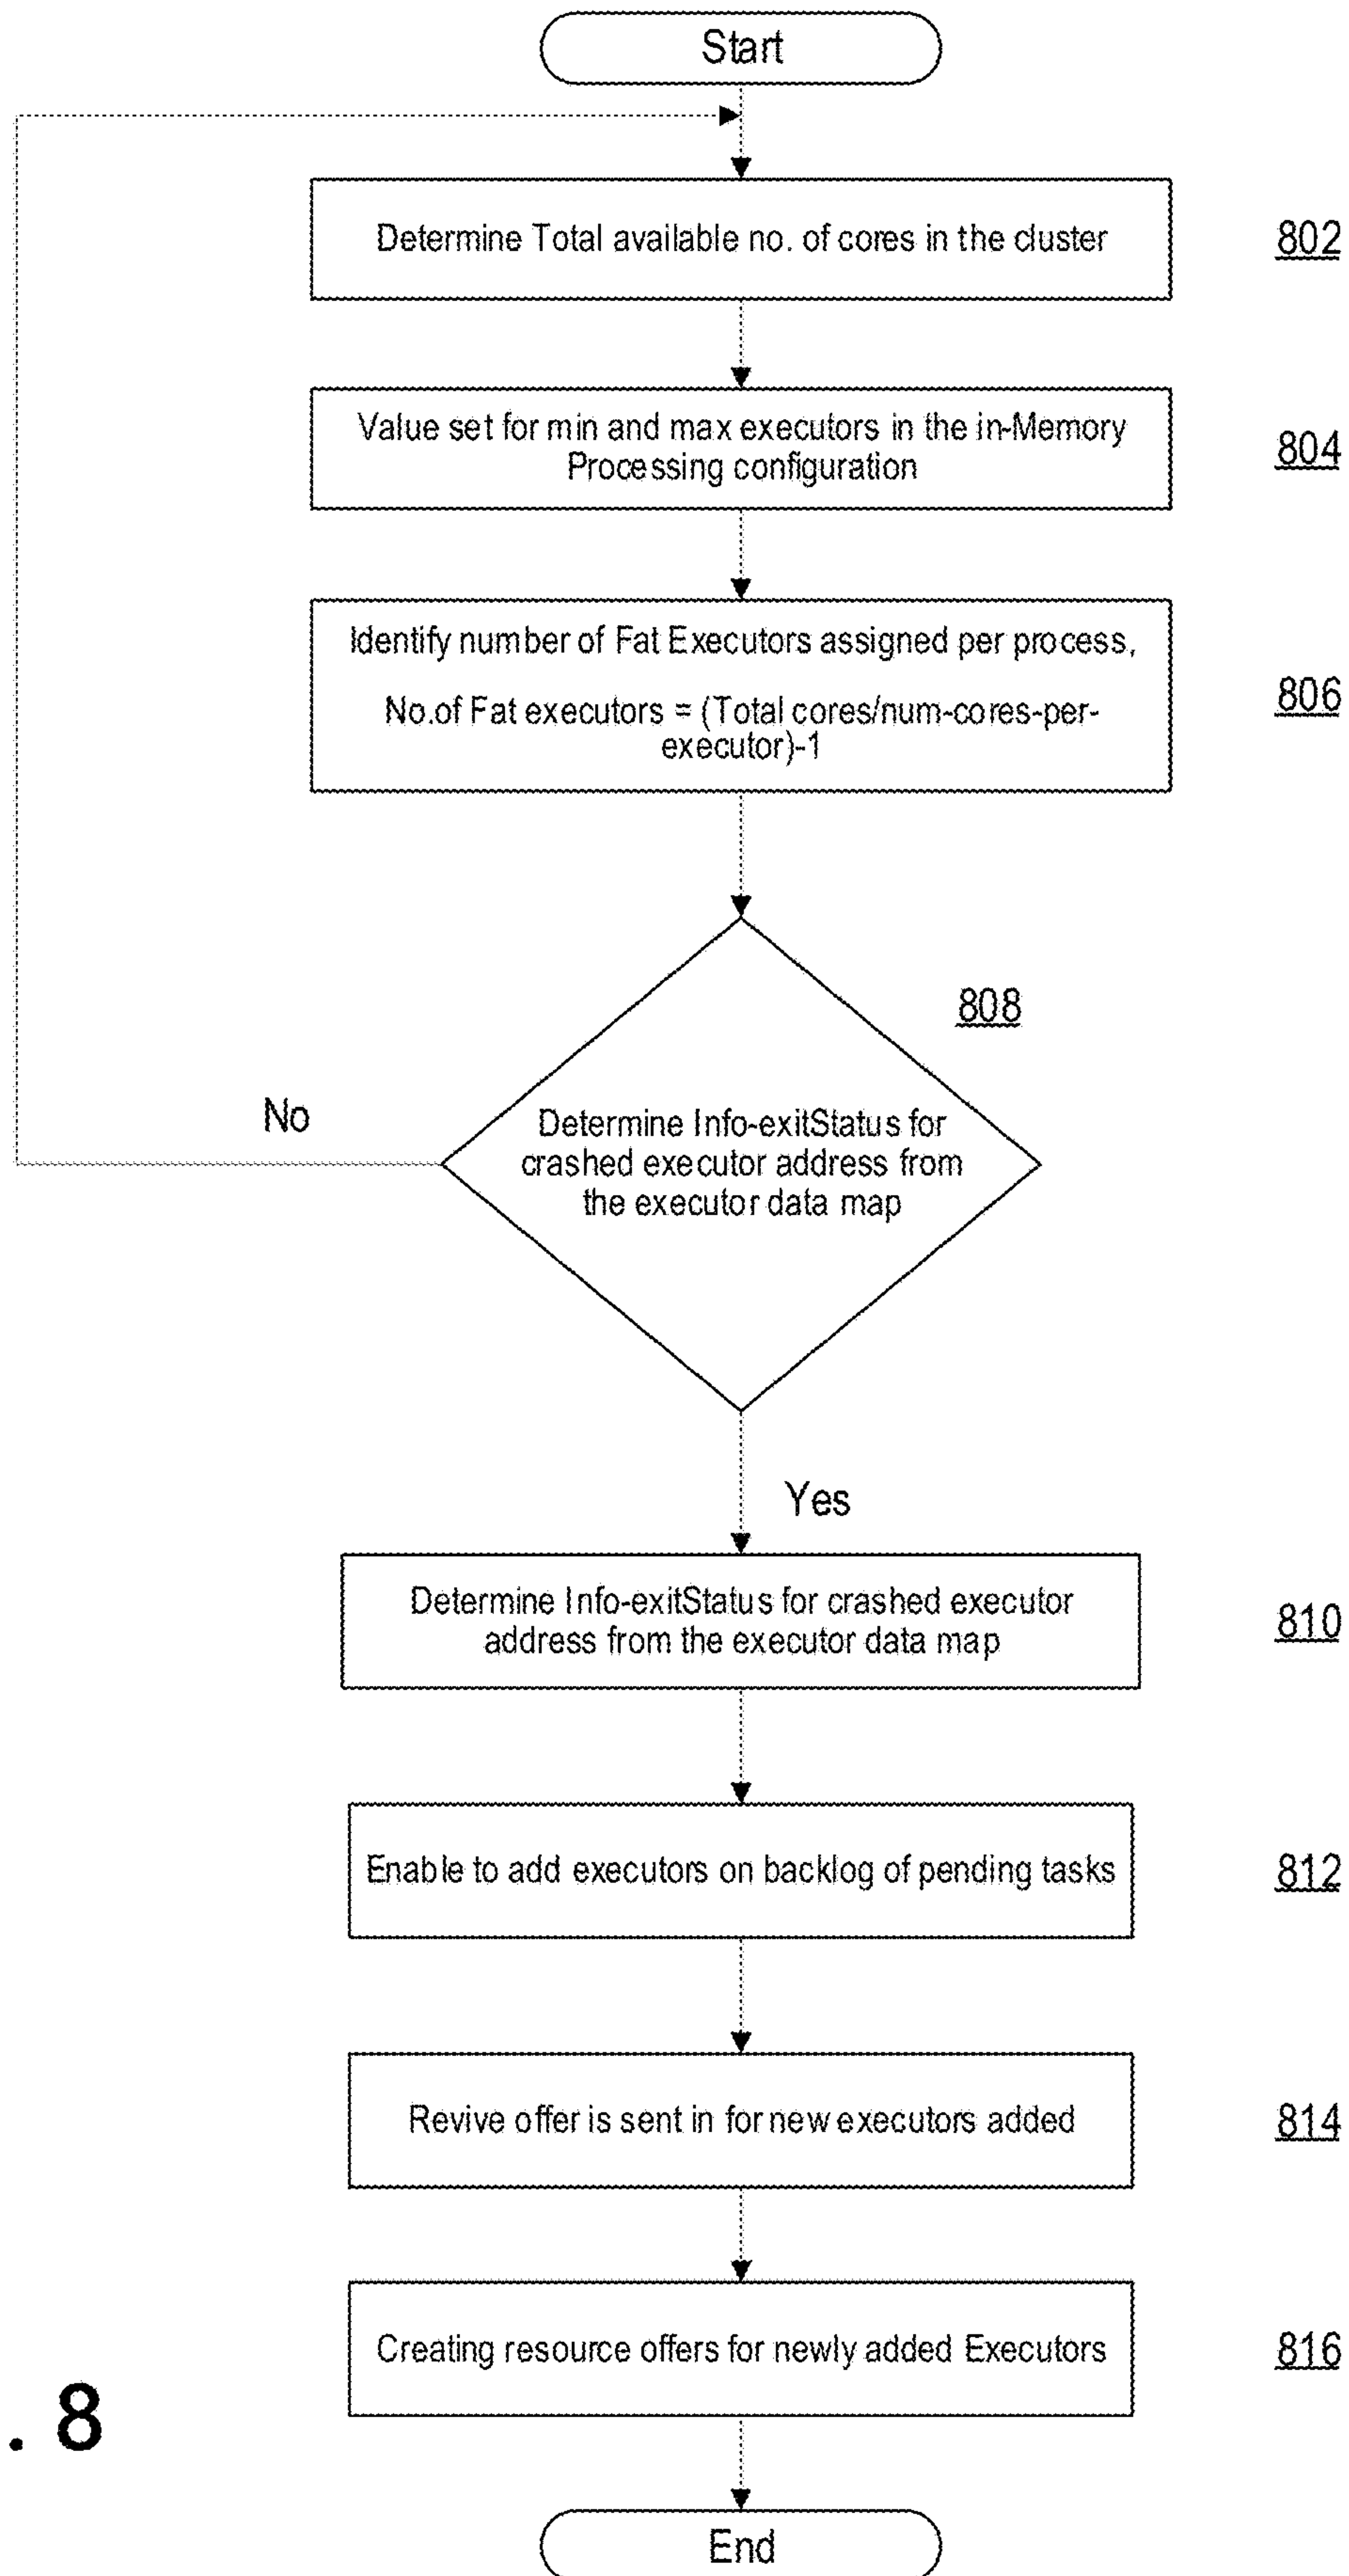 Start
Determine Total available no. of cores in the cluster
802
Value set for min and max executors in the in-Memory
Processing configuration
804
Identify number of Fat Executors assigned per process,
No.of Fat executors = (Total cores/num-cores-per-
executor)-1
806
808
No
Determine Info-exitStatus for
crashed executor address from
the executor data map
Yes
Determine Info-exitStatus for crashed executor
address from the executor data map
810
Enable to add executors on backlog of pending tasks
812
Revive offer is sent in for new executors added
814
Creating resource offers for newly added Executors
816
. 8
End